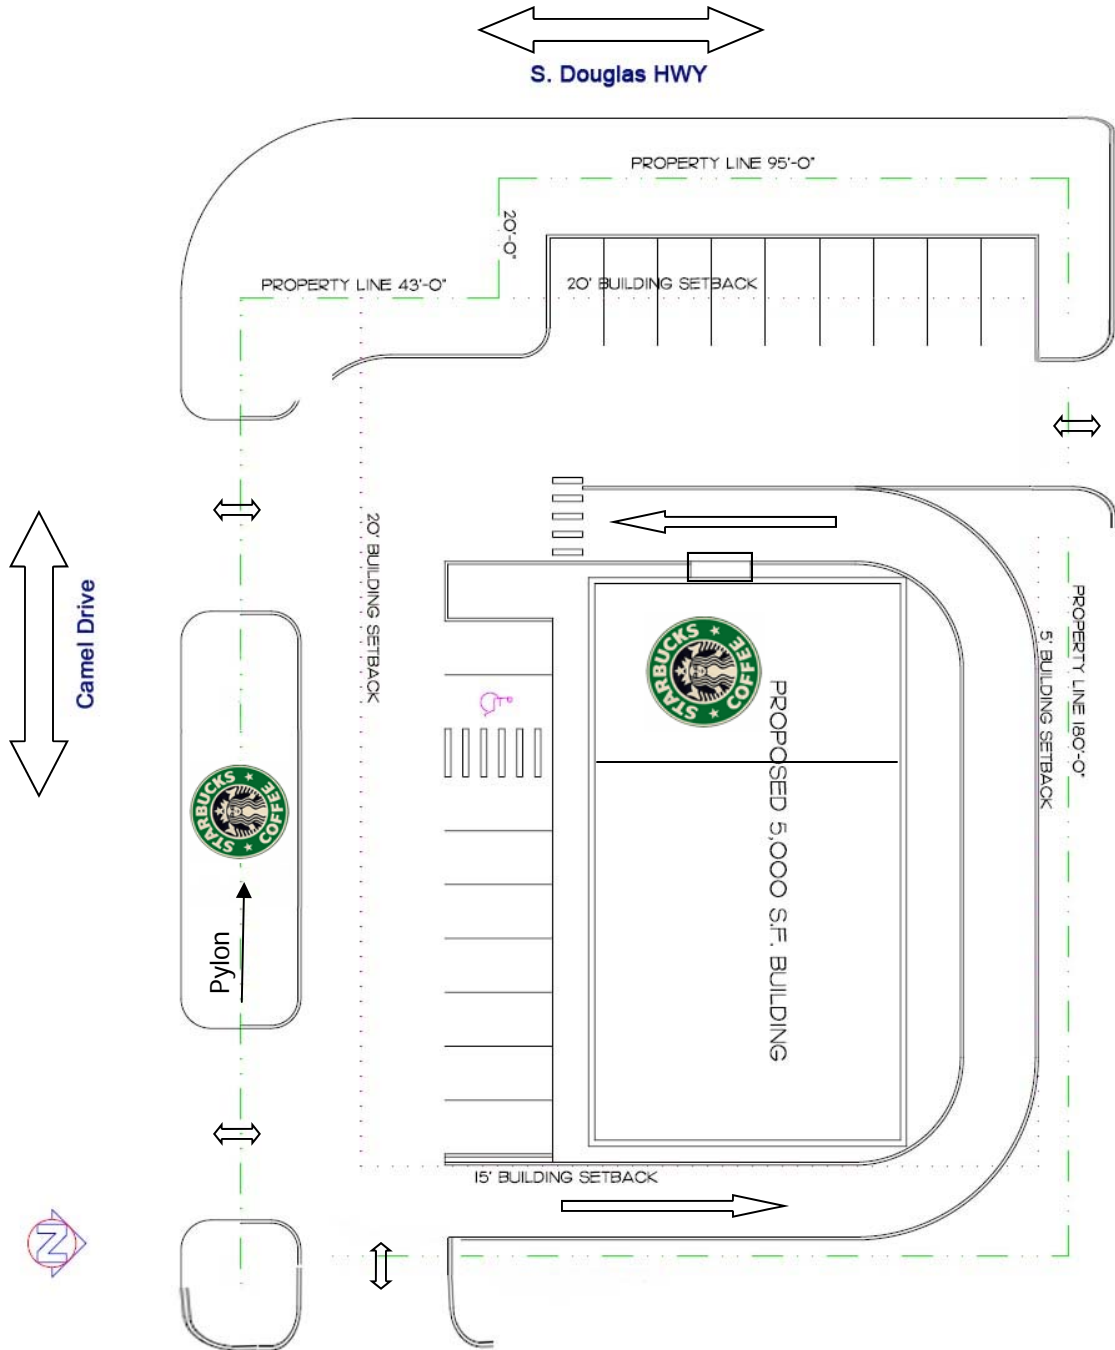 S. Douglas HWY
PROPERTY LINE 95'-0"
20'-0"
PROPERTY LINE 43'-0"
20' BUILDING SETBACK
20' BUILDING SETBACK
Camel Drive
STARBUCKS
COFFEE
PROPOSED 5,000 S.F. BUILDING
5' BUILDING SETBACK
PROPERTY LINE 180'-0"
STARBUCKS
COFFEE
Pylon
15' BUILDING SETBACK
N